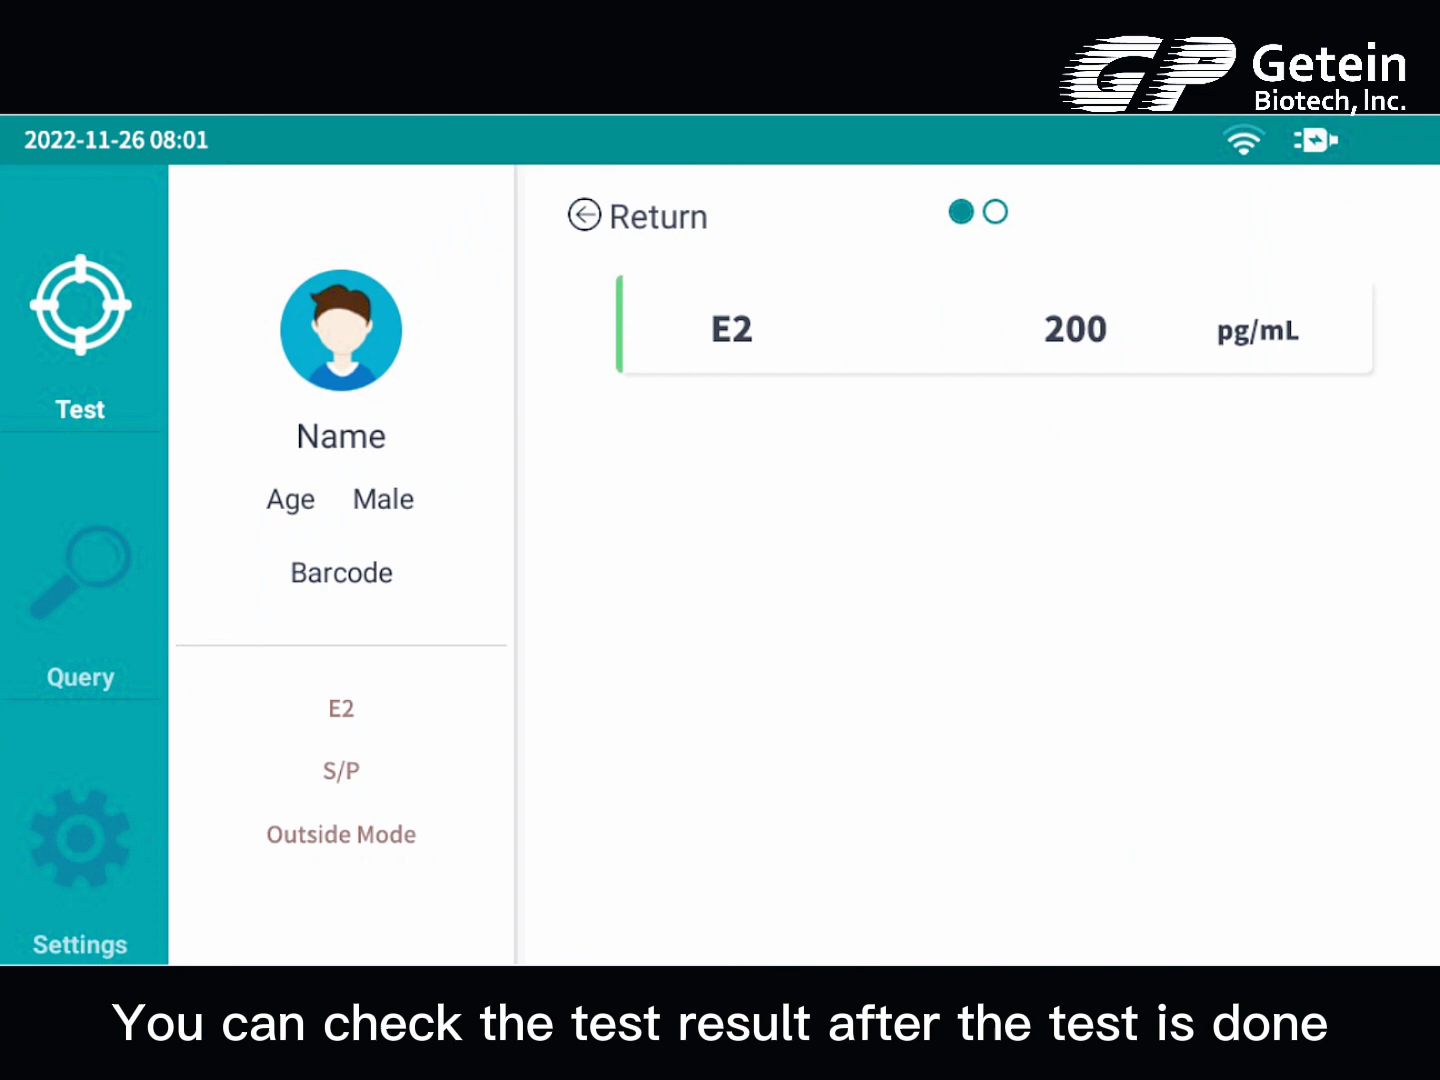 GP Getein
Biotech, Inc.
2022-11-26 08:01
Test
Query
Settings
Name
Age Male
Barcode
E2
S/P
Outside Mode
Return
E2 200 pg/mL
You can check the test result after the test is done